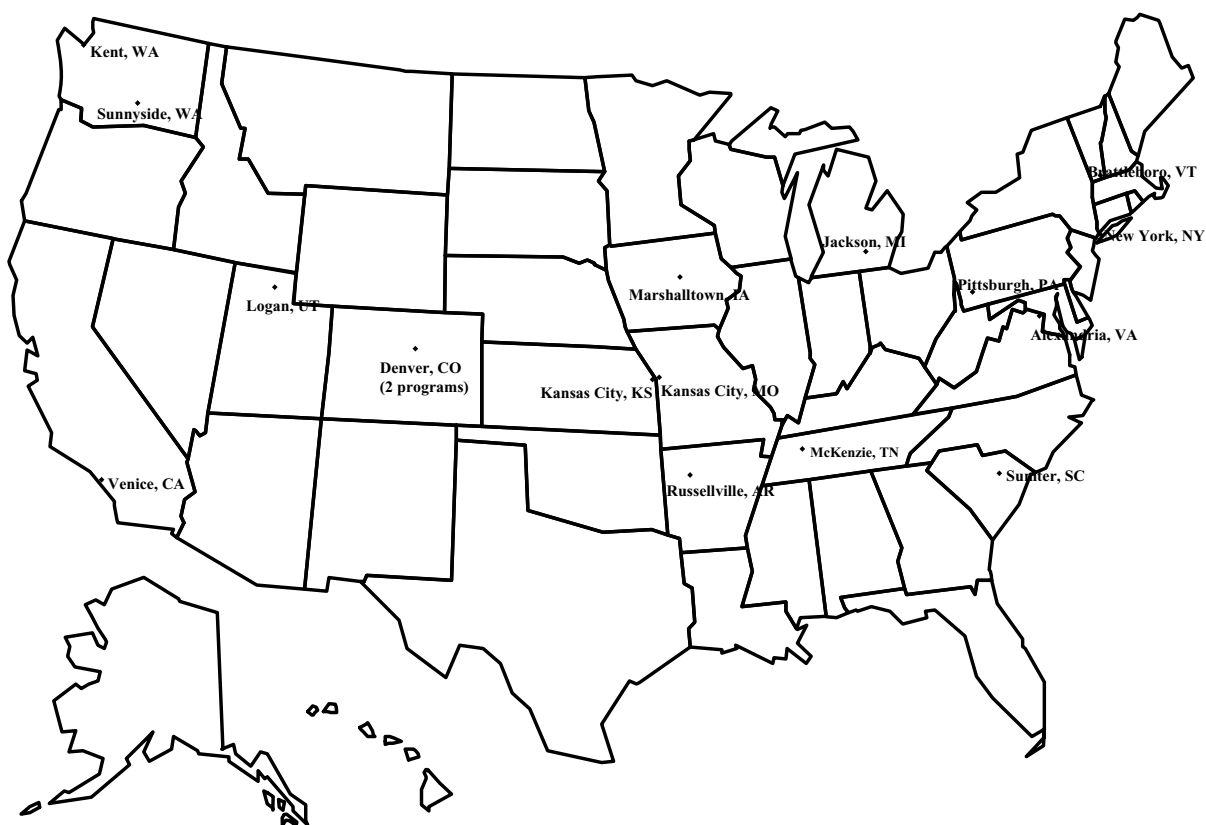 Kent, WA
Sunnyside, WA
Brattleboro, VT
New York, NY
Jackson, MI
Pittsburgh, PA
Marshalltown, IA
Logan, UT
Alexandria, VA
Denver, CO
(2 programs)
Kansas City, KS
Kansas City, MO
McKenzie, TN
Venice, CA
Russellville, AR
Sumter, SC